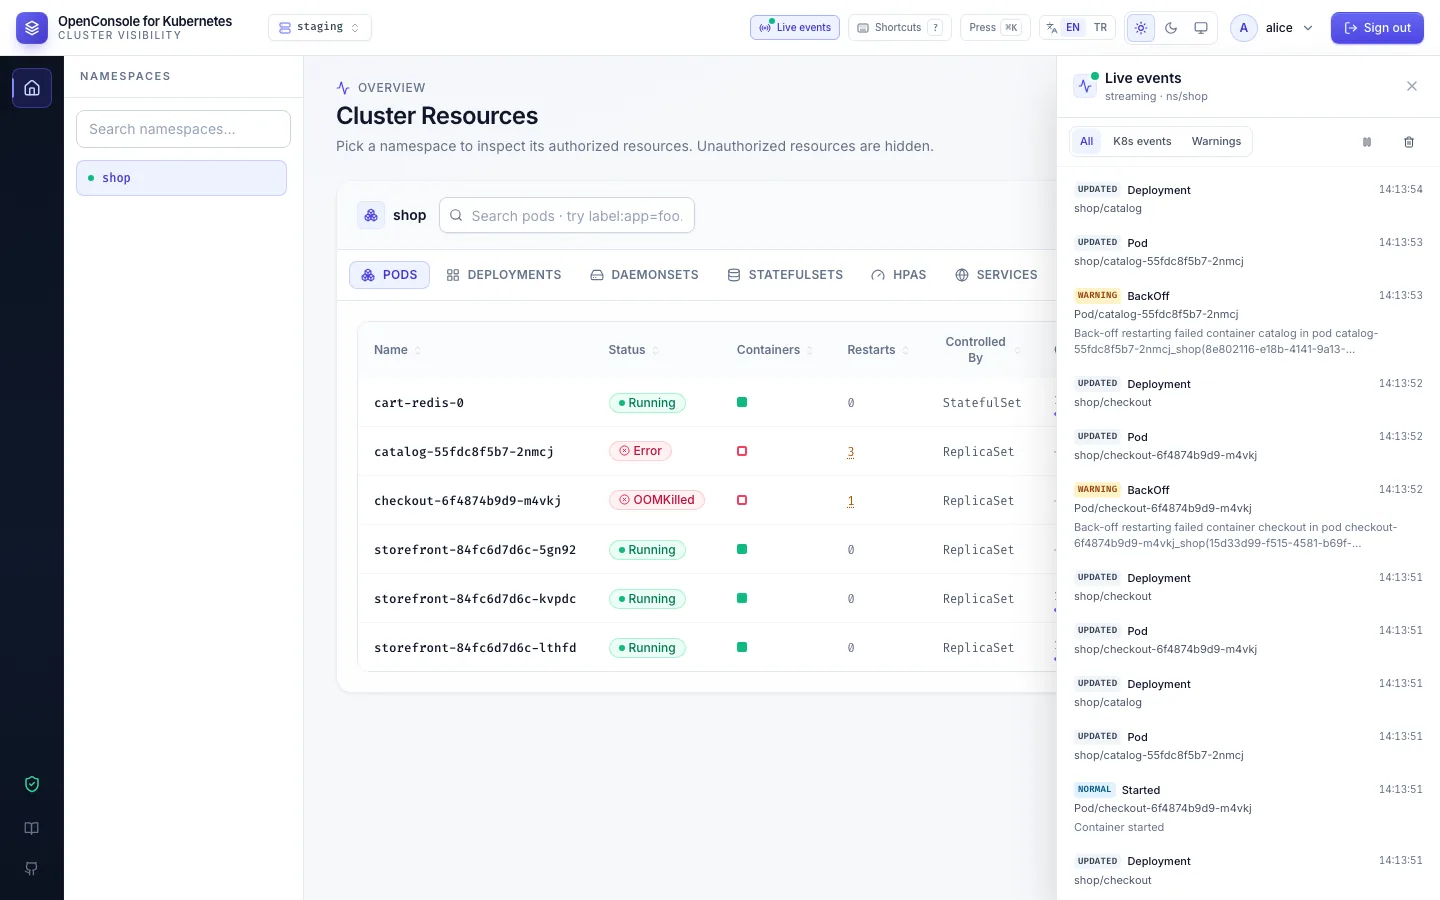 OpenConsole for Kubernetes
CLUSTER VISIBILITY
staging
Live events
Shortcuts ?
Press ⌘K
EN TR
A alice
Sign out
NAMESPACES
Search namespaces...
shop
OVERVIEW
Cluster Resources
Pick a namespace to inspect its authorized resources. Unauthorized resources are hidden.
shop
Search pods · try label:app=foo.
PODS DEPLOYMENTS DAEMONSETS STATEFULSETS HPAS SERVICES
Name Status Containers Restarts Controlled By
cart-redis-0 Running 0 StatefulSet
catalog-55fdc8f5b7-2nmcj Error 3 ReplicaSet
checkout-6f4874b9d9-m4vkj OOMKilled 1 ReplicaSet
storefront-84fc6d7d6c-5gn92 Running 0 ReplicaSet
storefront-84fc6d7d6c-kvpdc Running 0 ReplicaSet
storefront-84fc6d7d6c-lthfd Running 0 ReplicaSet
Live events
streaming · ns/shop
All K8s events Warnings
UPDATED Deployment 14:13:54
shop/catalog
UPDATED Pod 14:13:53
shop/catalog-55fdc8f5b7-2nmcj
WARNING BackOff 14:13:53
Pod/catalog-55fdc8f5b7-2nmcj
Back-off restarting failed container catalog in pod catalog-
55fdc8f5b7-2nmcj_shop(8e802116-e18b-4141-9a13-...
UPDATED Deployment 14:13:52
shop/checkout
UPDATED Pod 14:13:52
shop/checkout-6f4874b9d9-m4vkj
WARNING BackOff 14:13:52
Pod/checkout-6f4874b9d9-m4vkj
Back-off restarting failed container checkout in pod checkout-
6f4874b9d9-m4vkj_shop(15d33d99-f515-4581-b69f-...
UPDATED Deployment 14:13:51
shop/checkout
UPDATED Pod 14:13:51
shop/checkout-6f4874b9d9-m4vkj
UPDATED Deployment 14:13:51
shop/catalog
UPDATED Pod 14:13:51
shop/catalog-55fdc8f5b7-2nmcj
NORMAL Started 14:13:51
Pod/checkout-6f4874b9d9-m4vkj
Container started
UPDATED Deployment 14:13:51
shop/checkout